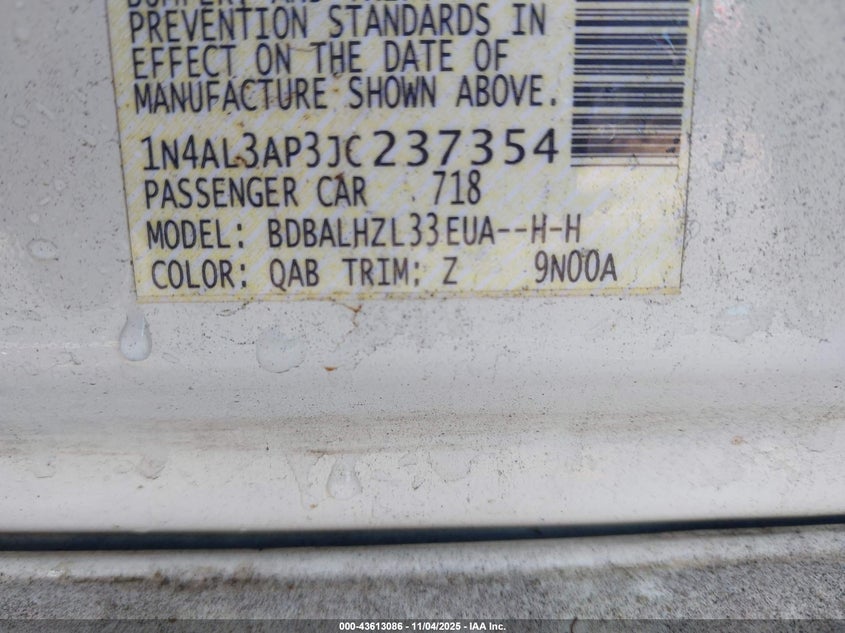 PREVENTION STANDARDS IN
EFFECT ON THE DATE OF
MANUFACTURE SHOWN ABOVE.
1N4AL3AP3JC237354
PASSENGER CAR 718
MODEL: BDBALHZL33EUA--H-H
COLOR: QAB TRIM: Z 9N00A
000-43613086 - 11/04/2025 - IAA Inc.